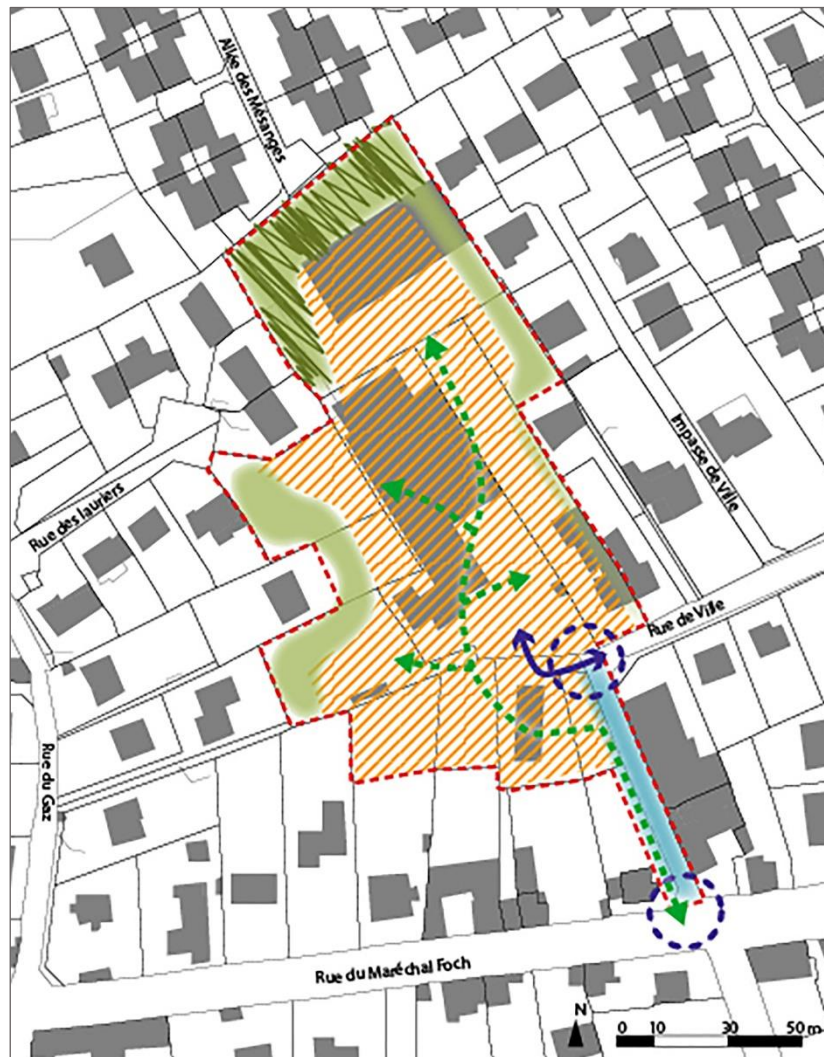 Allée des Mésanges
Impasse de Ville
Rue des lauriers
Rue de Ville
Rue du Gaz
Rue du Maréchal Foch
N
0 10 30 50 m